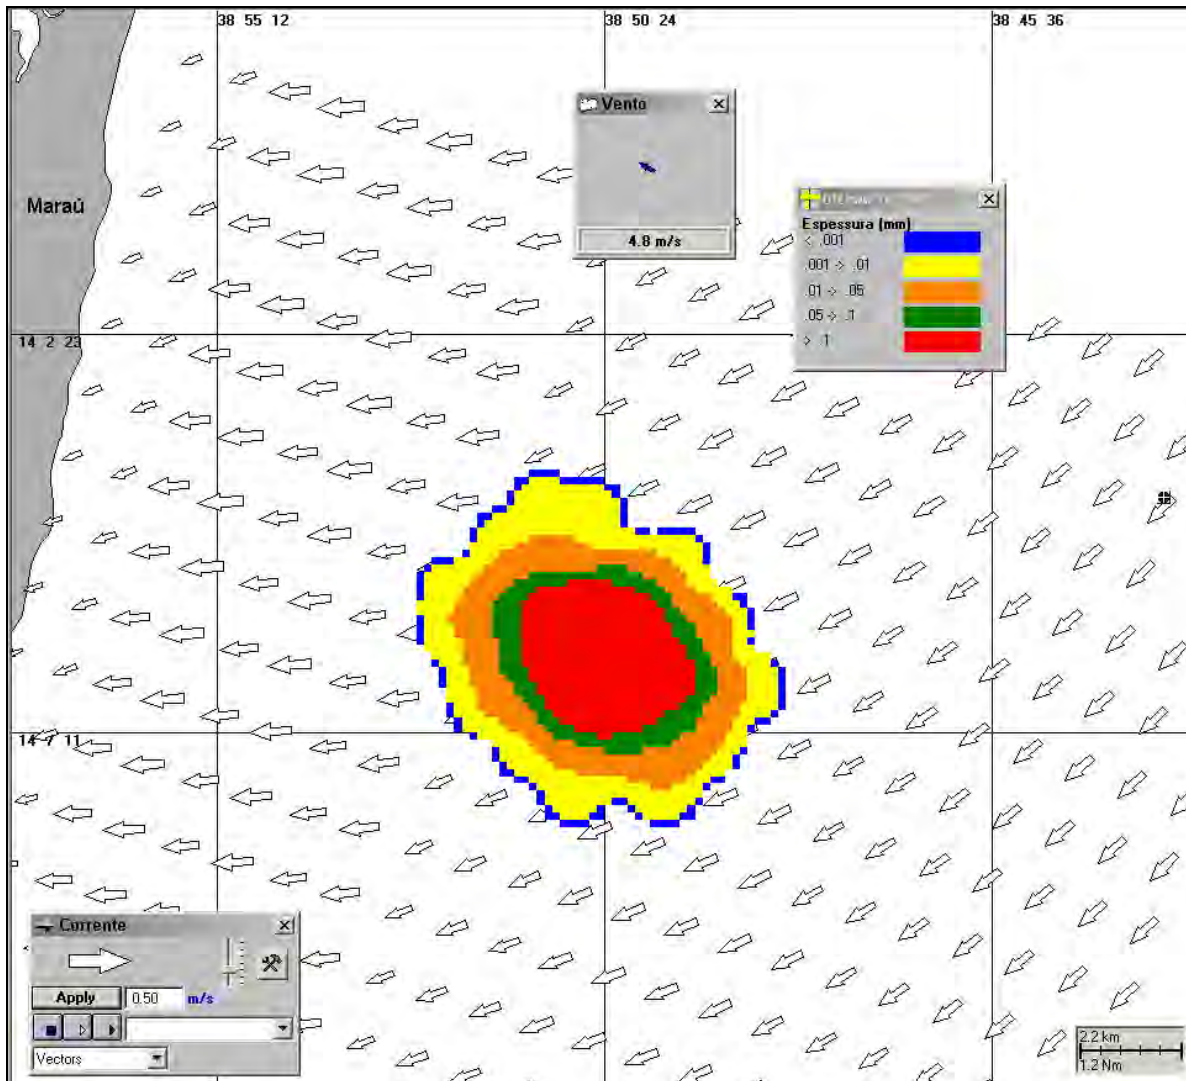 38 55 12
38 50 24
38 45 36
Vento
4.8 m/s
Maraú
Espessura (mm)
< .001
.001 -> .01
.01 -> .05
.05 -> .1
> .1
14 2 23
14 7 11
Corrente
Apply
0.50
m/s
Vectors
2.2 km
1.2 Nm